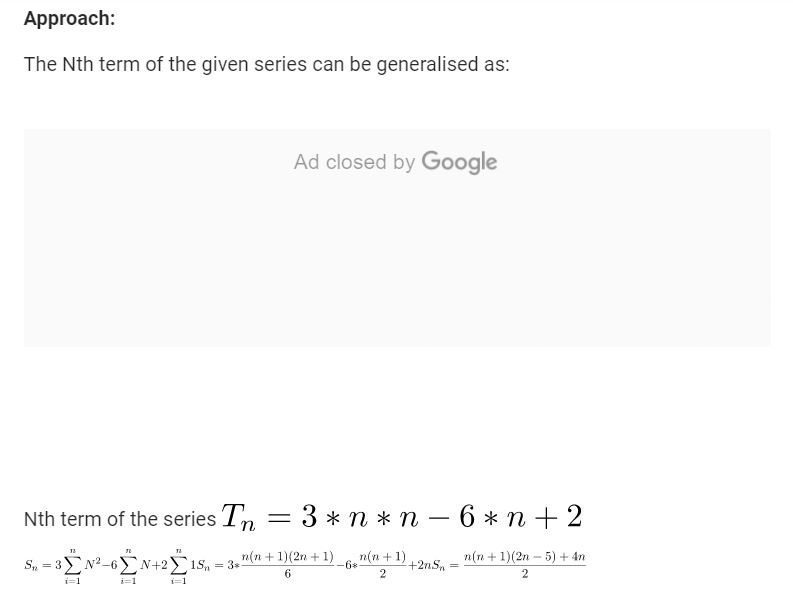 Approach:
The Nth term of the given series can be generalised as:
Ad closed by Google
Nth term of the series T_n = 3 * n * n − 6 * n + 2
S_n = 3 \sum_{i=1}^{n} N^2 − 6 \sum_{i=1}^{n} N + 2 \sum_{i=1}^{n} 1 S_n = 3 * \frac{n(n + 1)(2n + 1)}{6} − 6 * \frac{n(n + 1)}{2} + 2n S_n = \frac{n(n + 1)(2n − 5) + 4n}{2}